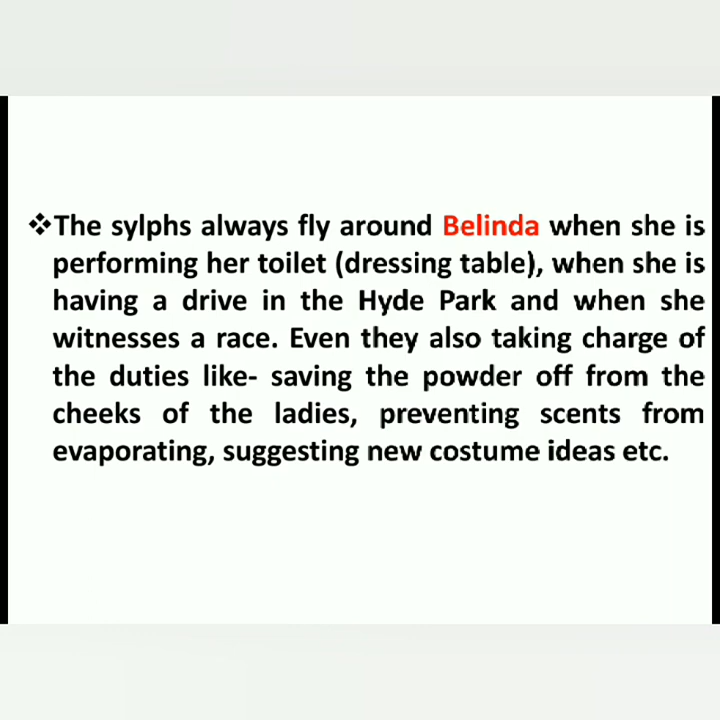 ❖The sylphs always fly around Belinda when she is
performing her toilet (dressing table), when she is
having a drive in the Hyde Park and when she
witnesses a race. Even they also taking charge of
the duties like- saving the powder off from the
cheeks of the ladies, preventing scents from
evaporating, suggesting new costume ideas etc.